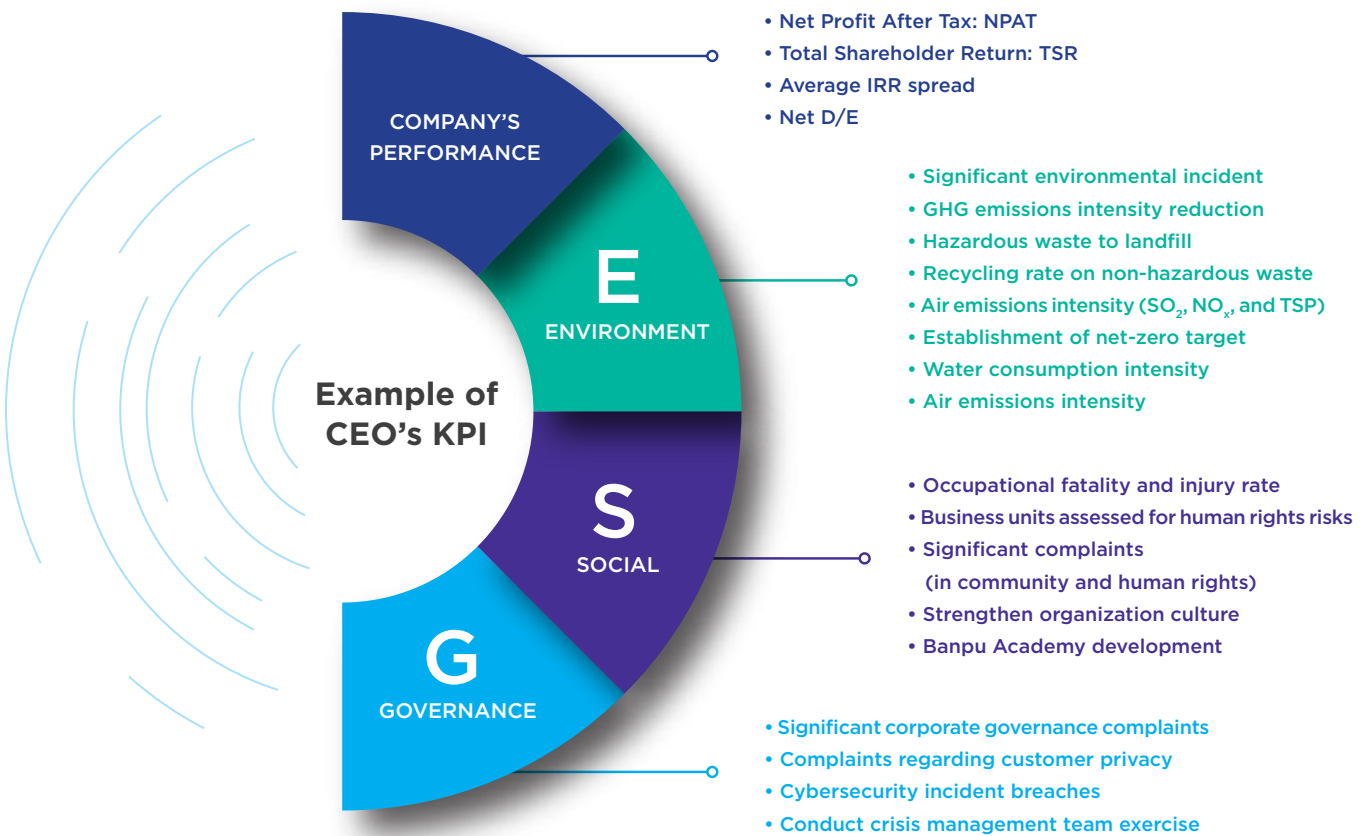 • Net Profit After Tax: NPAT
• Total Shareholder Return: TSR
• Average IRR spread
• Net D/E
COMPANY'S
PERFORMANCE
• Significant environmental incident
• GHG emissions intensity reduction
• Hazardous waste to landfill
• Recycling rate on non-hazardous waste
• Air emissions intensity (SO₂, NOₓ, and TSP)
• Establishment of net-zero target
• Water consumption intensity
• Air emissions intensity
E
ENVIRONMENT
Example of
CEO's KPI
S
SOCIAL
• Occupational fatality and injury rate
• Business units assessed for human rights risks
• Significant complaints
(in community and human rights)
• Strengthen organization culture
• Banpu Academy development
G
GOVERNANCE
• Significant corporate governance complaints
• Complaints regarding customer privacy
• Cybersecurity incident breaches
• Conduct crisis management team exercise